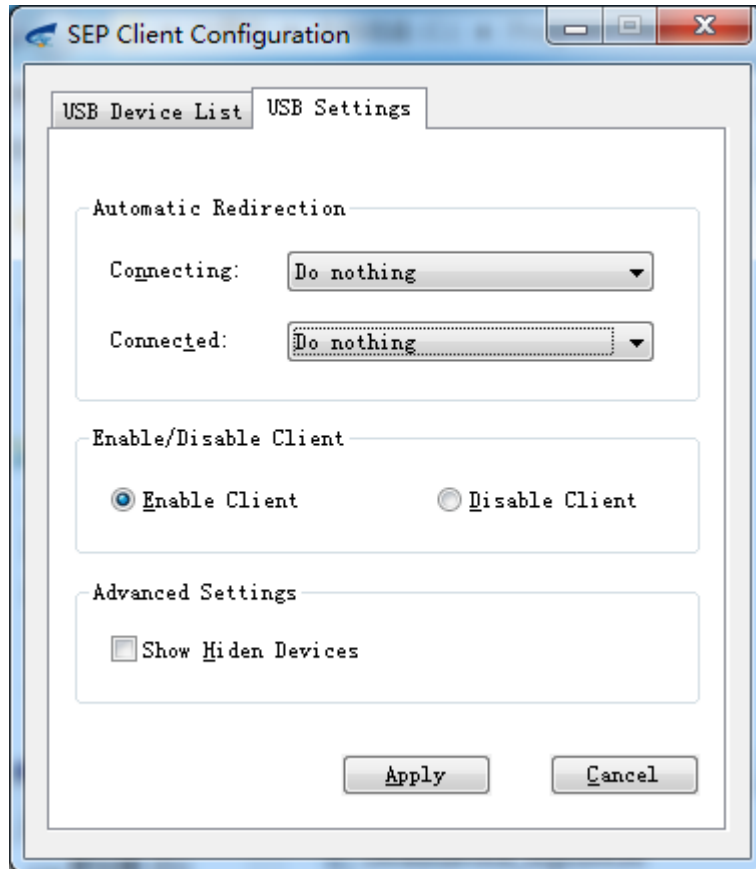 SEP Client Configuration
USB Device List USB Settings
Automatic Redirection
Connecting: Do nothing
Connected: Do nothing
Enable/Disable Client
Enable Client Disable Client
Advanced Settings
Show Hiden Devices
Apply Cancel